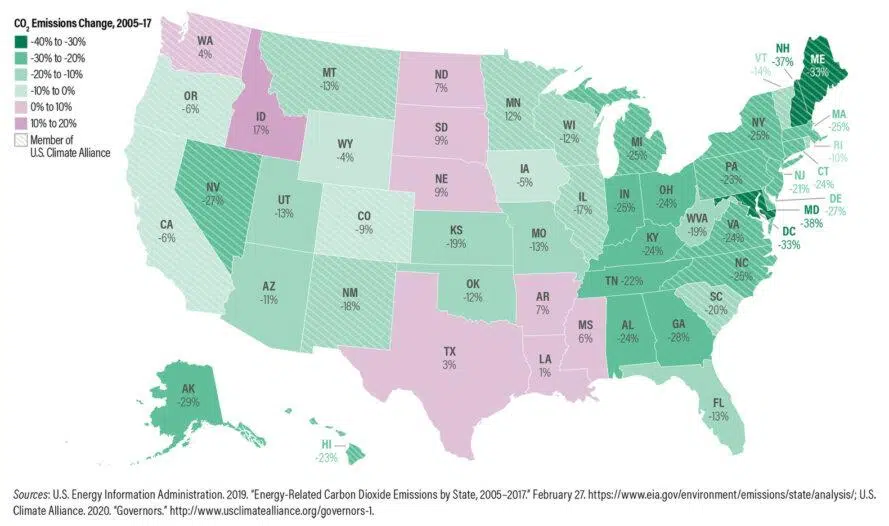 CO2 Emissions Change, 2005-17
-40% to -30%
-30% to -20%
-20% to -10%
-10% to 0%
0% to 10%
10% to 20%
Member of
U.S. Climate Alliance
WA
4%
OR
-6%
CA
-6%
ID
17%
NV
-27%
MT
-13%
WY
-4%
UT
-13%
AZ
-11%
CO
-9%
NM
-18%
ND
7%
SD
9%
NE
9%
KS
-19%
OK
-12%
TX
3%
MN
12%
IA
-5%
MO
-13%
AR
7%
LA
1%
WI
-12%
IL
-17%
MS
6%
MI
-25%
IN
-25%
OH
-24%
KY
-24%
TN -22%
AL
-24%
GA
-28%
FL
-13%
SC
-20%
NC
-25%
VA
-24%
WVA
-19%
PA
-23%
NY
-25%
VT
-14%
NH
-37%
ME
-33%
MA
-25%
RI
-10%
CT
-24%
NJ
-21%
DE
-27%
MD
-38%
DC
-33%
AK
-29%
HI
-23%
Sources: U.S. Energy Information Administration. 2019. “Energy-Related Carbon Dioxide Emissions by State, 2005–2017.” February 27. https://www.eia.gov/environment/emissions/state/analysis/; U.S.
Climate Alliance. 2020. “Governors.” http://www.usclimatealliance.org/governors-1.